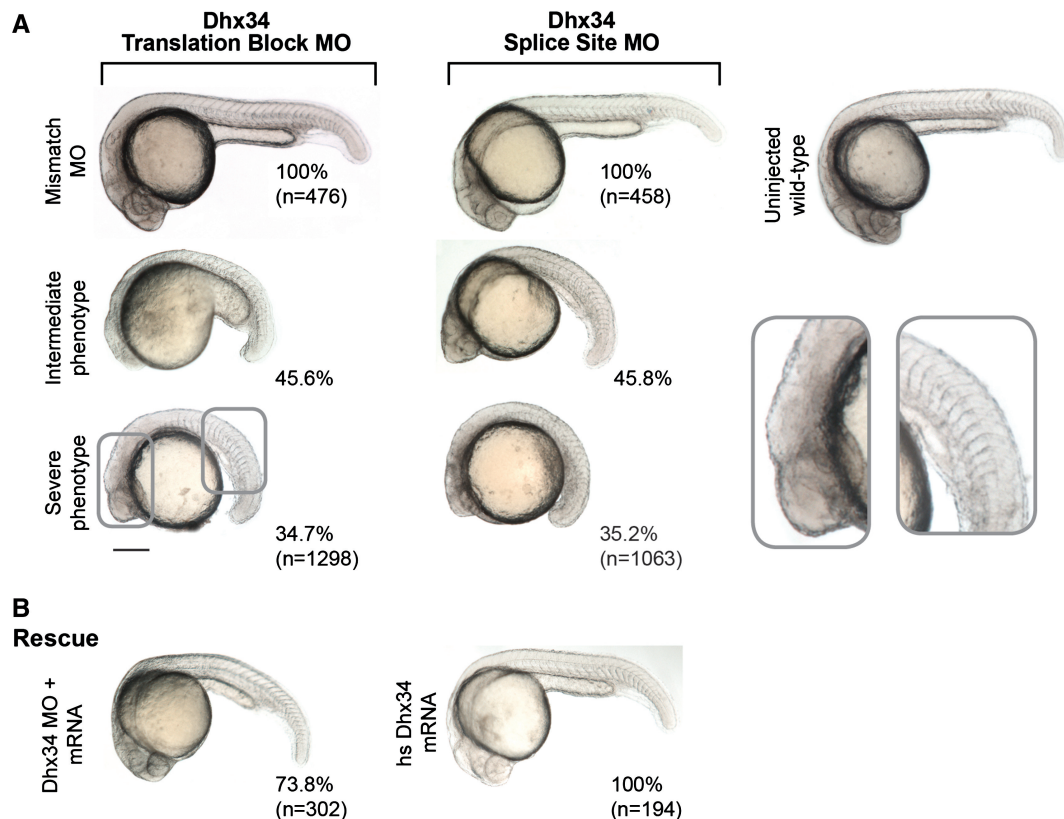 A
Dhx34
Translation Block MO
Dhx34
Splice Site MO
Mismatch
MO
100%
(n=476)
100%
(n=458)
Uninjected
wild-type
Intermediate
phenotype
45.6%
45.8%
Severe
phenotype
34.7%
(n=1298)
35.2%
(n=1063)
B
Rescue
Dhx34 MO +
mRNA
73.8%
(n=302)
hs Dhx34
mRNA
100%
(n=194)